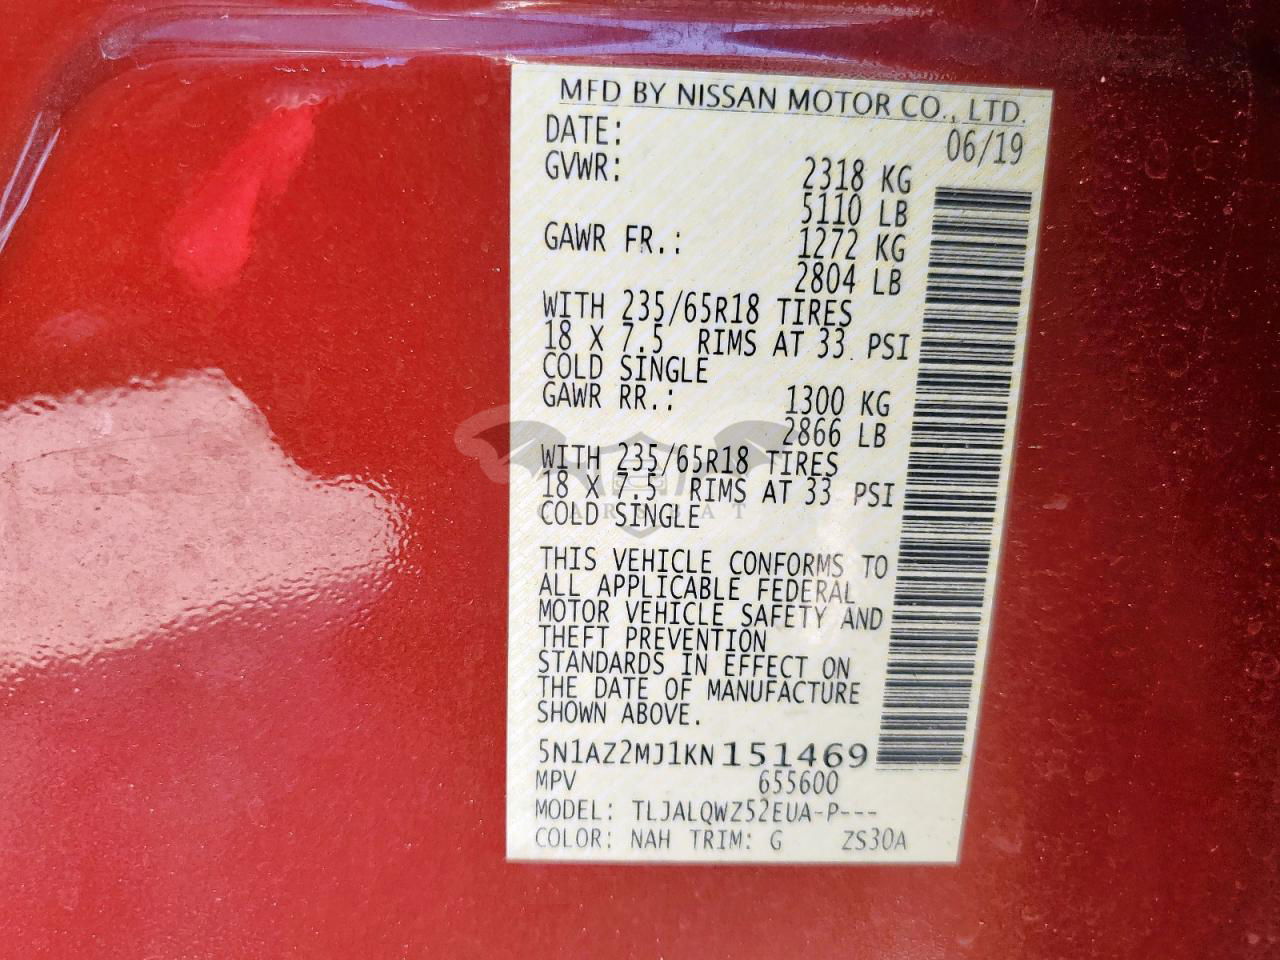 MFD BY NISSAN MOTOR CO., LTD.
DATE: 06/19
GVWR: 2318 KG
5110 LB
GAWR FR.: 1272 KG
2804 LB
WITH 235/65R18 TIRES
18 X 7.5 RIMS AT 33 PSI
COLD SINGLE
GAWR RR.: 1300 KG
2866 LB
WITH 235/65R18 TIRES
18 X 7.5 RIMS AT 33 PSI
CARSBAT
COLD SINGLE
THIS VEHICLE CONFORMS TO
ALL APPLICABLE FEDERAL
MOTOR VEHICLE SAFETY AND
THEFT PREVENTION
STANDARDS IN EFFECT ON
THE DATE OF MANUFACTURE
SHOWN ABOVE.
5N1AZ2MJ1KN151469
MPV 655600
MODEL: TLJALQWZ52EUA-P---
COLOR: NAH TRIM: G ZS30A